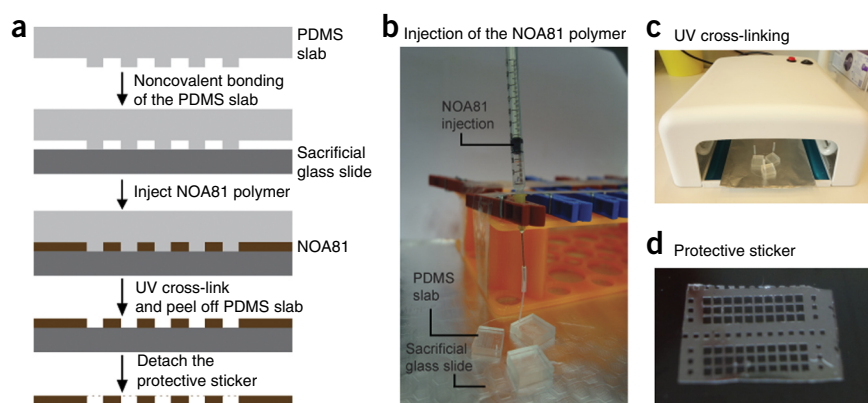 a
PDMS
slab
Noncovalent bonding
of the PDMS slab
Sacrificial
glass slide
Inject NOA81 polymer
NOA81
UV cross-link
and peel off PDMS slab
Detach the
protective sticker
b Injection of the NOA81 polymer
NOA81
injection
PDMS
slab
Sacrificial
glass slide
c UV cross-linking
d Protective sticker